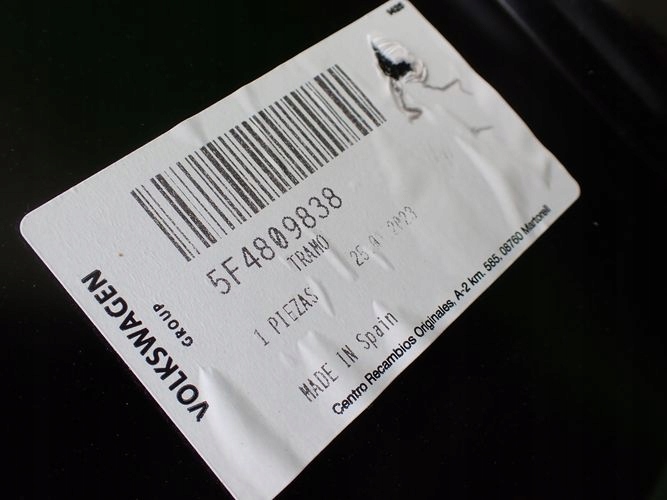 5F4809838
TRAMO
1 PIEZAS
25 2023
MADE IN Spain
Centro Recambios Originales, A-2 km. 585, 08760 Martorell
VOLKSWAGEN
GROUP